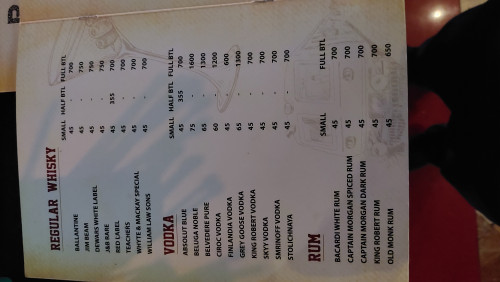 REGULAR WHISKY SMALL HALF BTL FULL BTL
BALLANTINE 45 - 700
JIM BEAM 45 - 750
DEWARS WHITE LABEL 45 - 750
J&B RARE 45 - 750
RED LABEL 45 355 700
TEACHERS 45 - 700
WHYTE & MACKAY SPECIAL 45 - 700
WILLIAM LAW SONS 45 - 700
VODKA SMALL HALF BTL FULL BTL
ABSOLUT BLUE 45 355 700
BELUGA NOBLE 75 - 1600
BELVEDERE PURE 65 - 1300
CIROC VODKA 60 - 1200
FINLANDIA VODKA 45 - 600
GREY GOOSE VODKA 65 - 1300
KING ROBERT VODKA 45 - 700
SKYY VODKA 45 - 700
SMRINOFF VODKA 45 - 700
STOLICHNAYA 45 - 700
RUM SMALL FULL BTL
BACARDI WHITE RUM 45 700
CAPTAIN MORGAN SPICED RUM 45 700
CAPTAIN MORGAN DARK RUM 45 700
KING ROBERT RUM 45 700
OLD MONK RUM 45 650